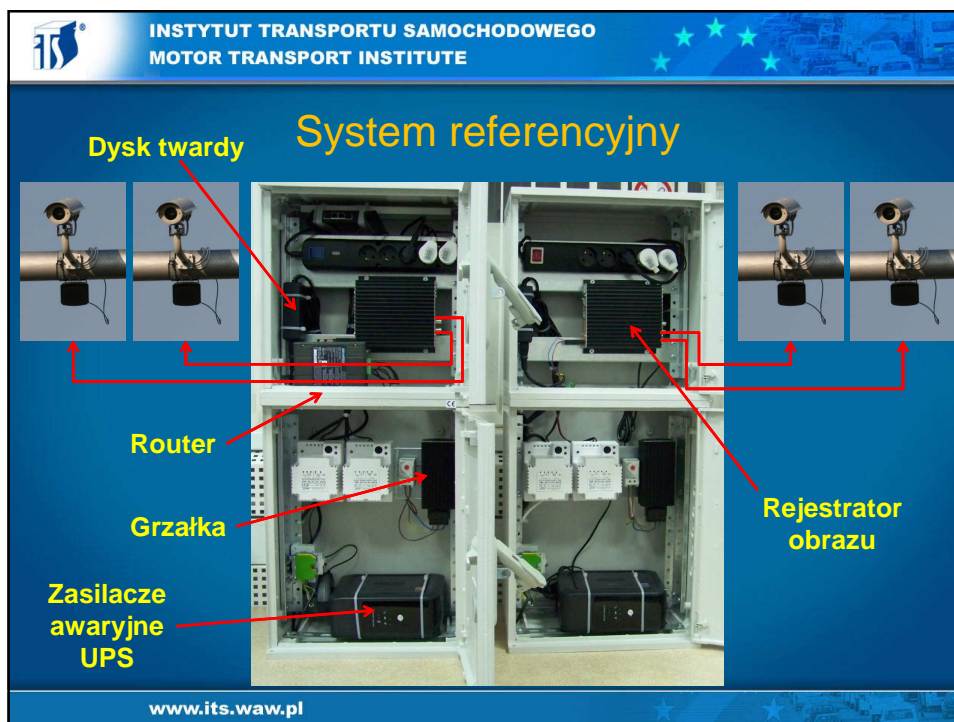 its®
INSTYTUT TRANSPORTU SAMOCHODOWEGO
MOTOR TRANSPORT INSTITUTE
System referencyjny
Dysk twardy
Router
Grzałka
Zasilacze
awaryjne
UPS
Rejestrator
obrazu
CE
www.its.waw.pl